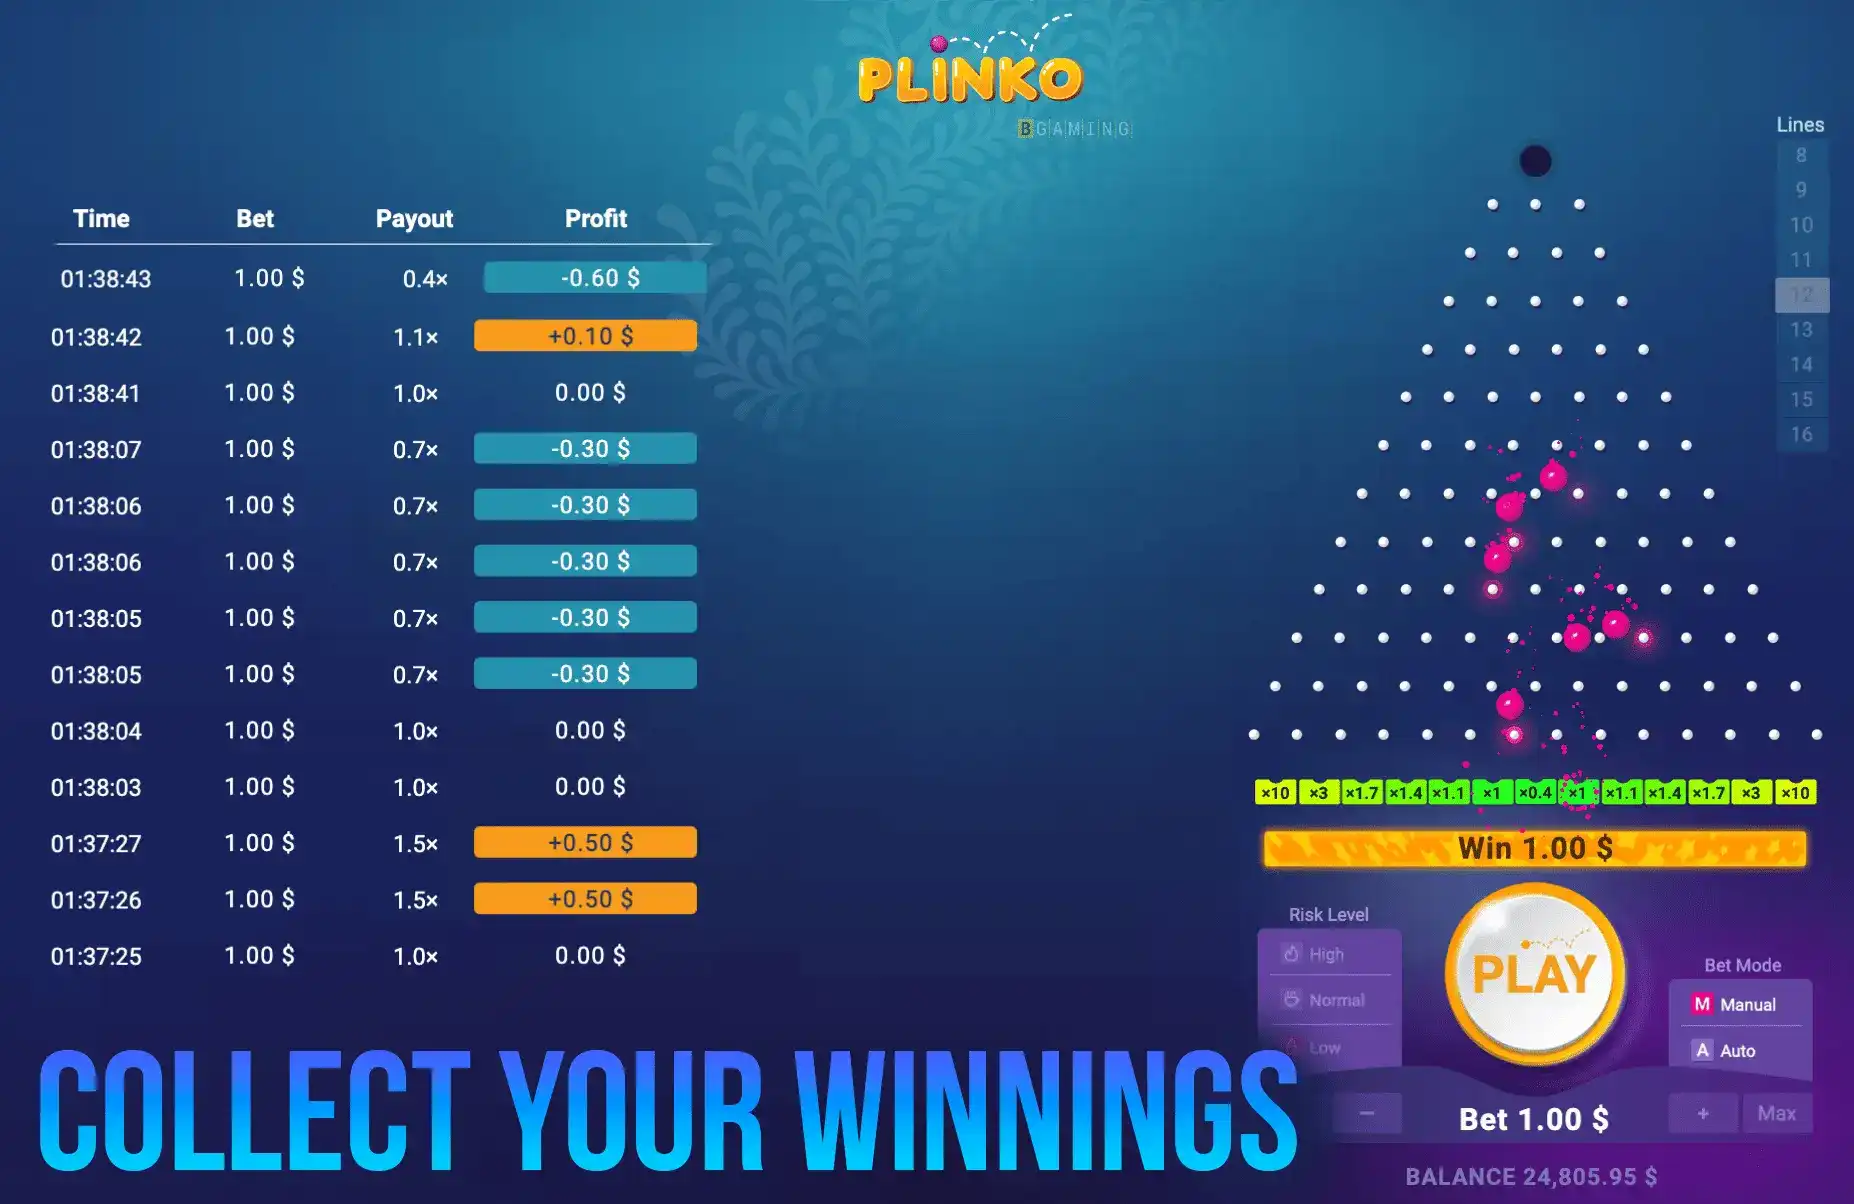 PLINKO
BGAMING
Lines
8
9
10
11
12
13
14
15
16
Time Bet Payout Profit
01:38:43 1.00 $ 0.4× -0.60 $
01:38:42 1.00 $ 1.1× +0.10 $
01:38:41 1.00 $ 1.0× 0.00 $
01:38:07 1.00 $ 0.7× -0.30 $
01:38:06 1.00 $ 0.7× -0.30 $
01:38:06 1.00 $ 0.7× -0.30 $
01:38:05 1.00 $ 0.7× -0.30 $
01:38:05 1.00 $ 0.7× -0.30 $
01:38:04 1.00 $ 1.0× 0.00 $
01:38:03 1.00 $ 1.0× 0.00 $
01:37:27 1.00 $ 1.5× +0.50 $
01:37:26 1.00 $ 1.5× +0.50 $
01:37:25 1.00 $ 1.0× 0.00 $
×10 ×3 ×1.7 ×1.4 ×1.1 ×1 ×0.4 ×1 ×1.1 ×1.4 ×1.7 ×3 ×10
Win 1.00 $
Risk Level
High
Normal
Low
PLAY
Bet Mode
M Manual
A Auto
− Bet 1.00 $ + Max
BALANCE 24,805.95 $
COLLECT YOUR WINNINGS